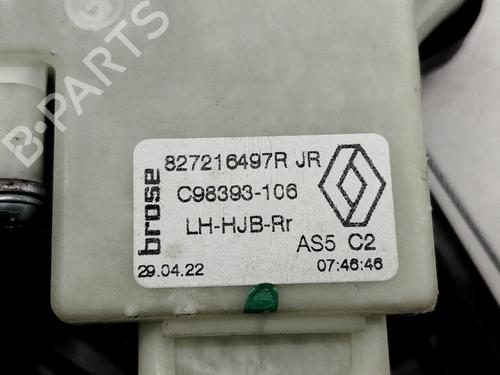 B-PARTS
brose
827216497R JR
C98393-106
LH-HJB-Rr
AS5 C2
29.04.22
07:46:46